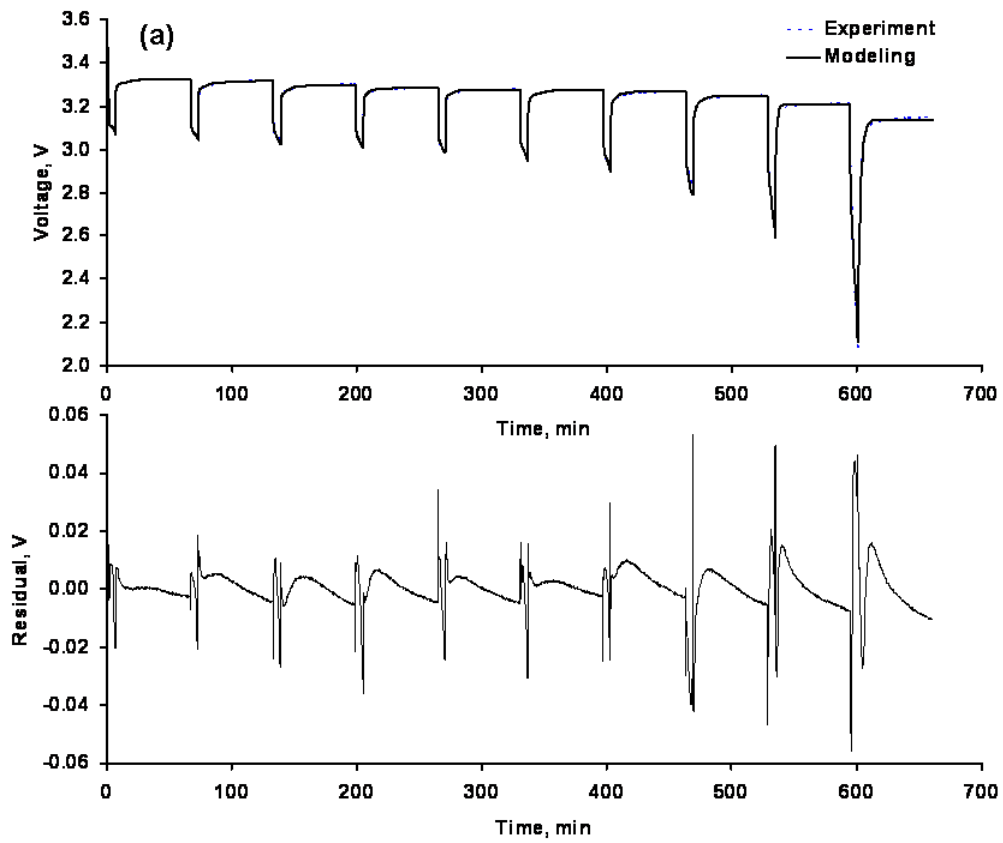 (a)
Experiment
Modeling
Voltage, V
3.6
3.4
3.2
3.0
2.8
2.6
2.4
2.2
2.0
0 100 200 300 400 500 600 700
Time, min
Residual, V
0.06
0.04
0.02
0.00
-0.02
-0.04
-0.06
0 100 200 300 400 500 600 700
Time, min